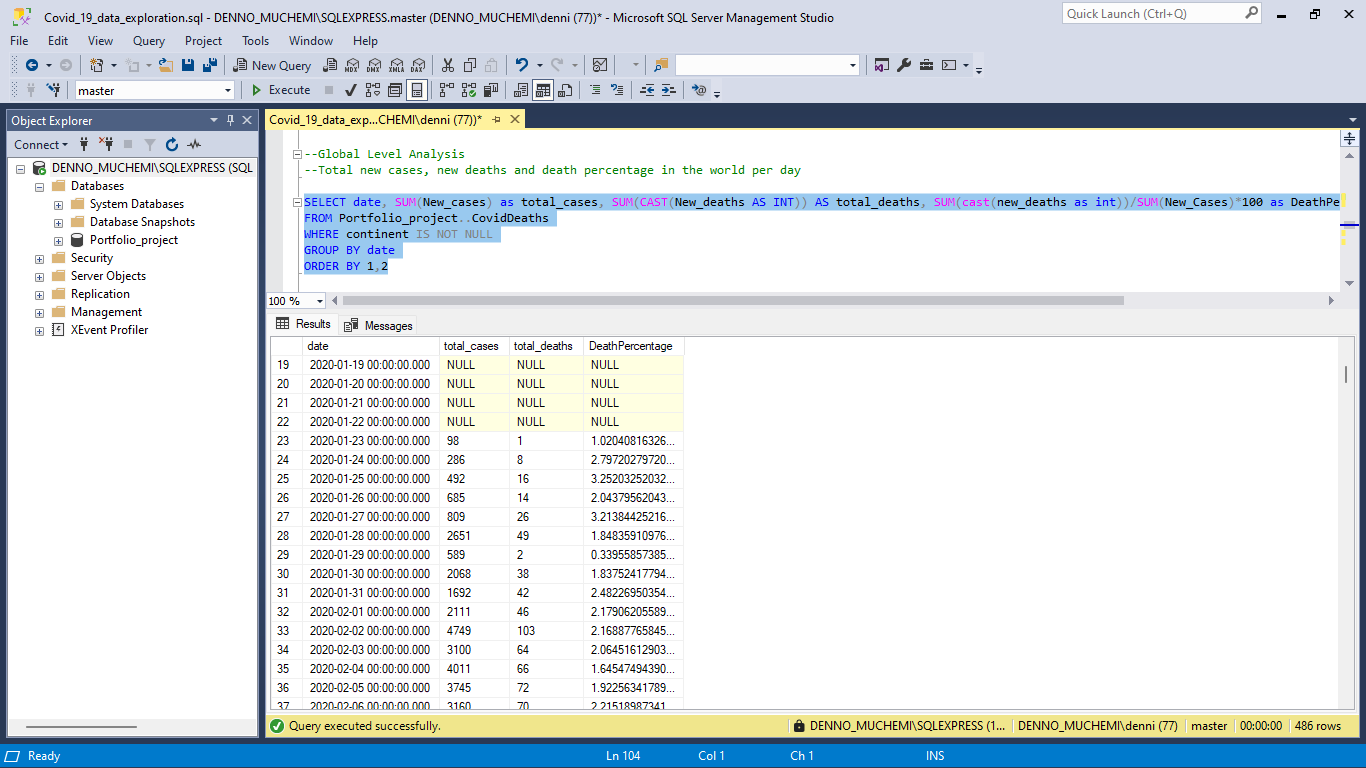 Covid_19_data_exploration.sql - DENNO_MUCHEMI\SQLEXPRESS.master (DENNO_MUCHEMI\denni (77))* - Microsoft SQL Server Management Studio
Quick Launch (Ctrl+Q)
File Edit View Query Project Tools Window Help
New Query MDX DMX XMLA DAX
master Execute
Object Explorer
Connect
DENNO_MUCHEMI\SQLEXPRESS (SQL
Databases
System Databases
Database Snapshots
Portfolio_project
Security
Server Objects
Replication
Management
XEvent Profiler
Covid_19_data_exp...CHEMI\denni (77))*
--Global Level Analysis
--Total new cases, new deaths and death percentage in the world per day
SELECT date, SUM(New_cases) as total_cases, SUM(CAST(New_deaths AS INT)) AS total_deaths, SUM(cast(new_deaths as int))/SUM(New_Cases)*100 as DeathPe
FROM Portfolio_project..CovidDeaths
WHERE continent IS NOT NULL
GROUP BY date
ORDER BY 1,2
100 %
Results Messages
date total_cases total_deaths DeathPercentage
19 2020-01-19 00:00:00.000 NULL NULL NULL
20 2020-01-20 00:00:00.000 NULL NULL NULL
21 2020-01-21 00:00:00.000 NULL NULL NULL
22 2020-01-22 00:00:00.000 NULL NULL NULL
23 2020-01-23 00:00:00.000 98 1 1.02040816326...
24 2020-01-24 00:00:00.000 286 8 2.79720279720...
25 2020-01-25 00:00:00.000 492 16 3.25203252032...
26 2020-01-26 00:00:00.000 685 14 2.04379562043...
27 2020-01-27 00:00:00.000 809 26 3.21384425216...
28 2020-01-28 00:00:00.000 2651 49 1.84835910976...
29 2020-01-29 00:00:00.000 589 2 0.33955857385...
30 2020-01-30 00:00:00.000 2068 38 1.83752417794...
31 2020-01-31 00:00:00.000 1692 42 2.48226950354...
32 2020-02-01 00:00:00.000 2111 46 2.17906205589...
33 2020-02-02 00:00:00.000 4749 103 2.16887765845...
34 2020-02-03 00:00:00.000 3100 64 2.06451612903...
35 2020-02-04 00:00:00.000 4011 66 1.64547494390...
36 2020-02-05 00:00:00.000 3745 72 1.92256341789...
37 2020-02-06 00:00:00.000 3160 70 2.21518987341
Query executed successfully. DENNO_MUCHEMI\SQLEXPRESS (1... DENNO_MUCHEMI\denni (77) master 00:00:00 486 rows
Ready Ln 104 Col 1 Ch 1 INS